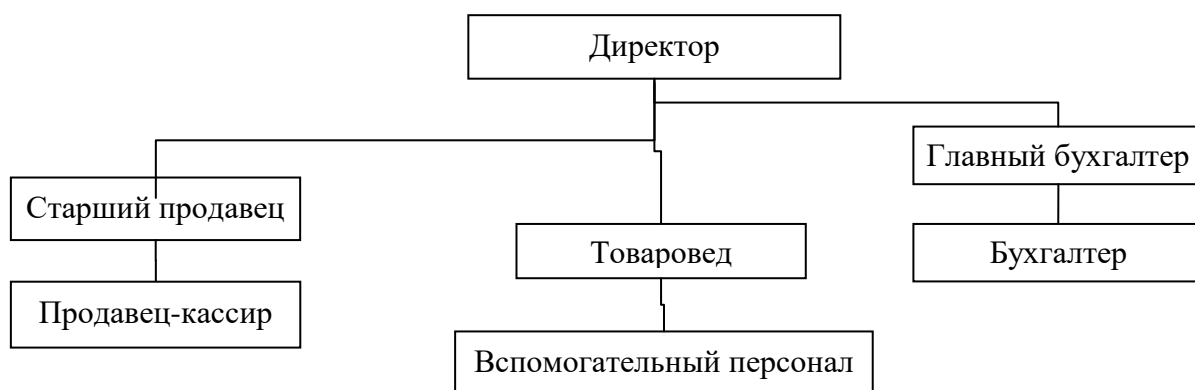 Директор
Главный бухгалтер
Старший продавец
Товаровед
Бухгалтер
Продавец-кассир
Вспомогательный персонал